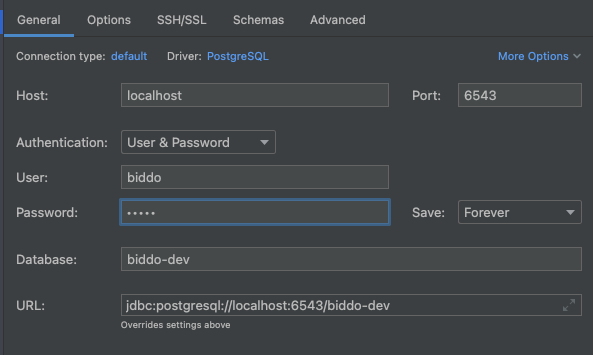 General Options SSH/SSL Schemas Advanced
Connection type: default Driver: PostgreSQL More Options
Host: localhost Port: 6543
Authentication: User & Password
User: biddo
Password: ••••• Save: Forever
Database: biddo-dev
URL: jdbc:postgresql://localhost:6543/biddo-dev
Overrides settings above